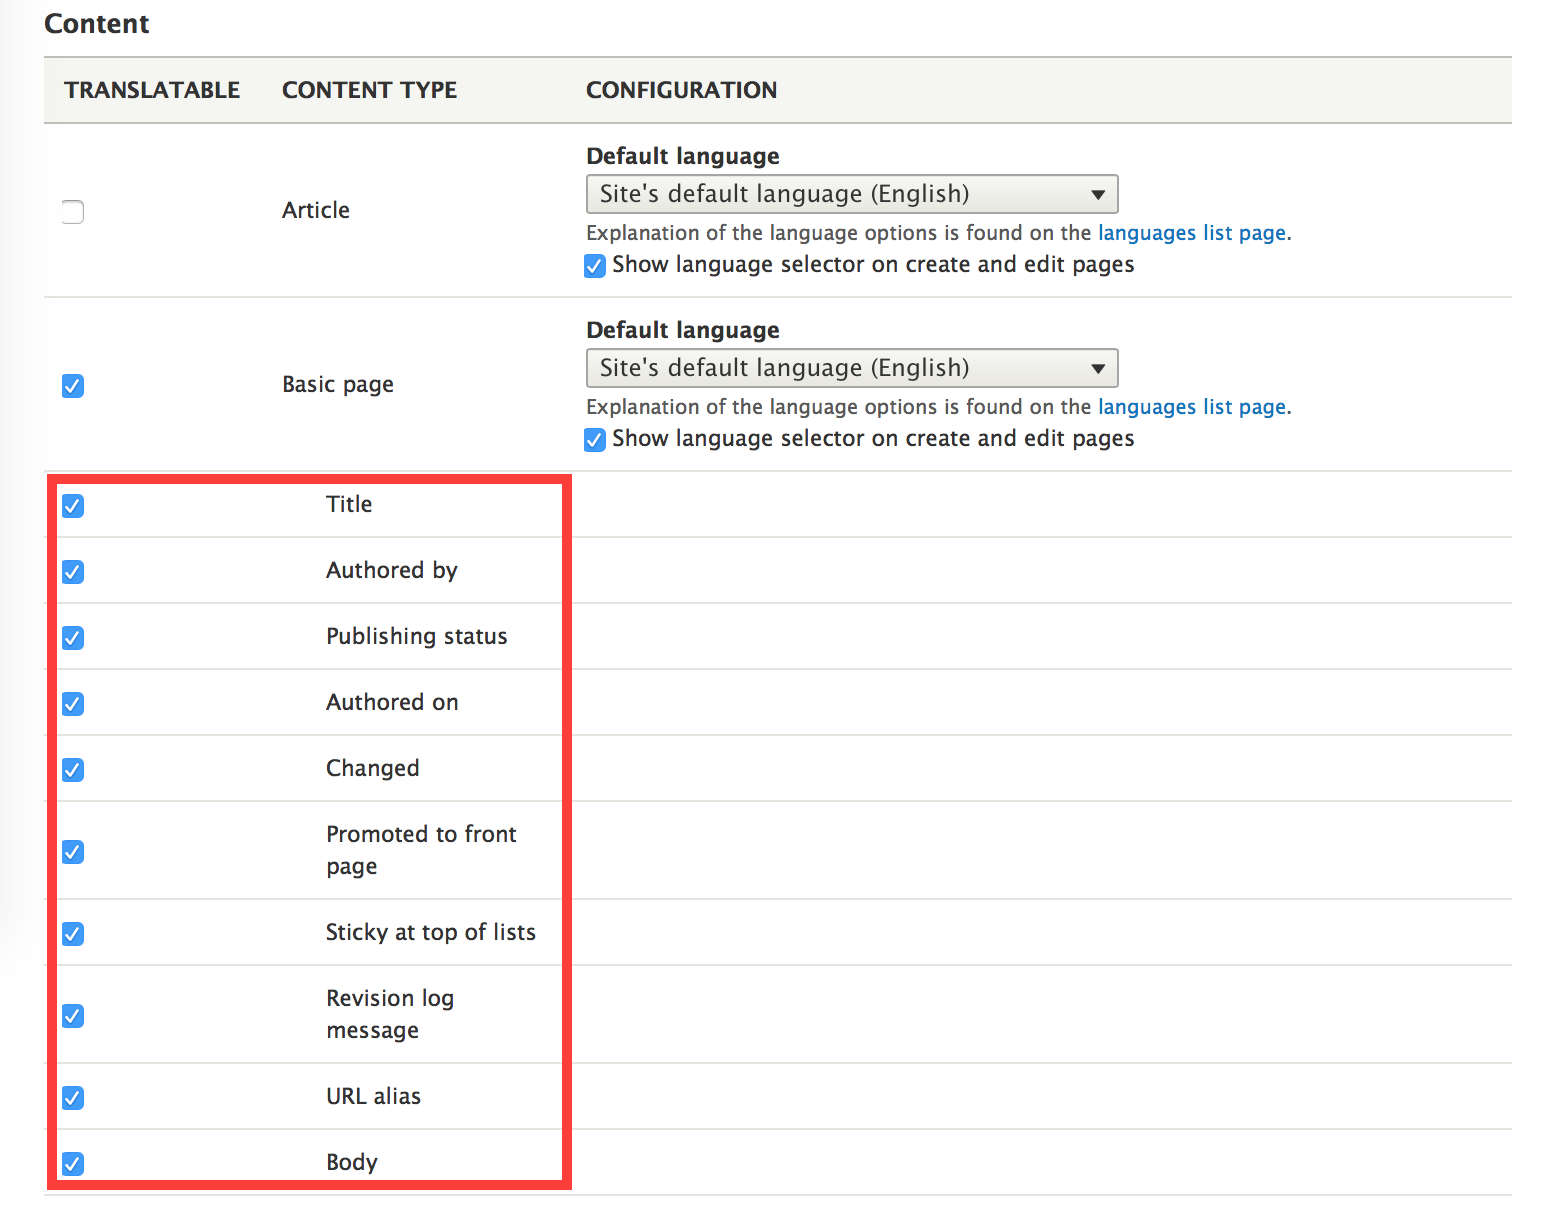 Content
TRANSLATABLE CONTENT TYPE CONFIGURATION
Default language
Site's default language (English)
Article
Explanation of the language options is found on the languages list page.
Show language selector on create and edit pages
Default language
Site's default language (English)
Basic page
Explanation of the language options is found on the languages list page.
Show language selector on create and edit pages
Title
Authored by
Publishing status
Authored on
Changed
Promoted to front
page
Sticky at top of lists
Revision log
message
URL alias
Body